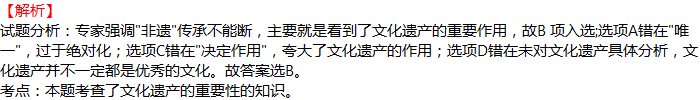 【解析】
试题分析：专家强调"非遗"传承不能断，主要就是看到了文化遗产的重要作用，故B 项入选;选项A错在"唯
一"，过于绝对化；选项C错在"决定作用"，夸大了文化遗产的作用；选项D错在未对文化遗产具体分析，文
化遗产并不一定都是优秀的文化。故答案选B。
考点：本题考查了文化遗产的重要性的知识。